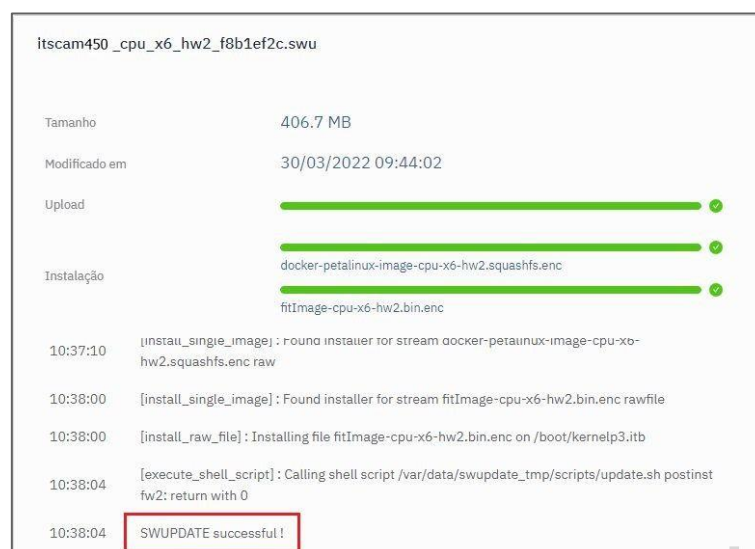 itscam450 _cpu_x6_hw2_f8b1ef2c.swu
Tamanho 406.7 MB
Modificado em 30/03/2022 09:44:02
Upload
docker-petalinux-image-cpu-x6-hw2.squashfs.enc
Instalação
fitImage-cpu-x6-hw2.bin.enc
10:37:10 [install_single_image] : Found installer for stream docker-petalinux-image-cpu-x6-
hw2.squashfs.enc raw
10:38:00 [install_single_image] : Found installer for stream fitImage-cpu-x6-hw2.bin.enc rawfile
10:38:00 [install_raw_file] : Installing file fitImage-cpu-x6-hw2.bin.enc on /boot/kernelp3.itb
10:38:04 [execute_shell_script] : Calling shell script /var/data/swupdate_tmp/scripts/update.sh postinst
fw2: return with 0
10:38:04 SWUPDATE successful !